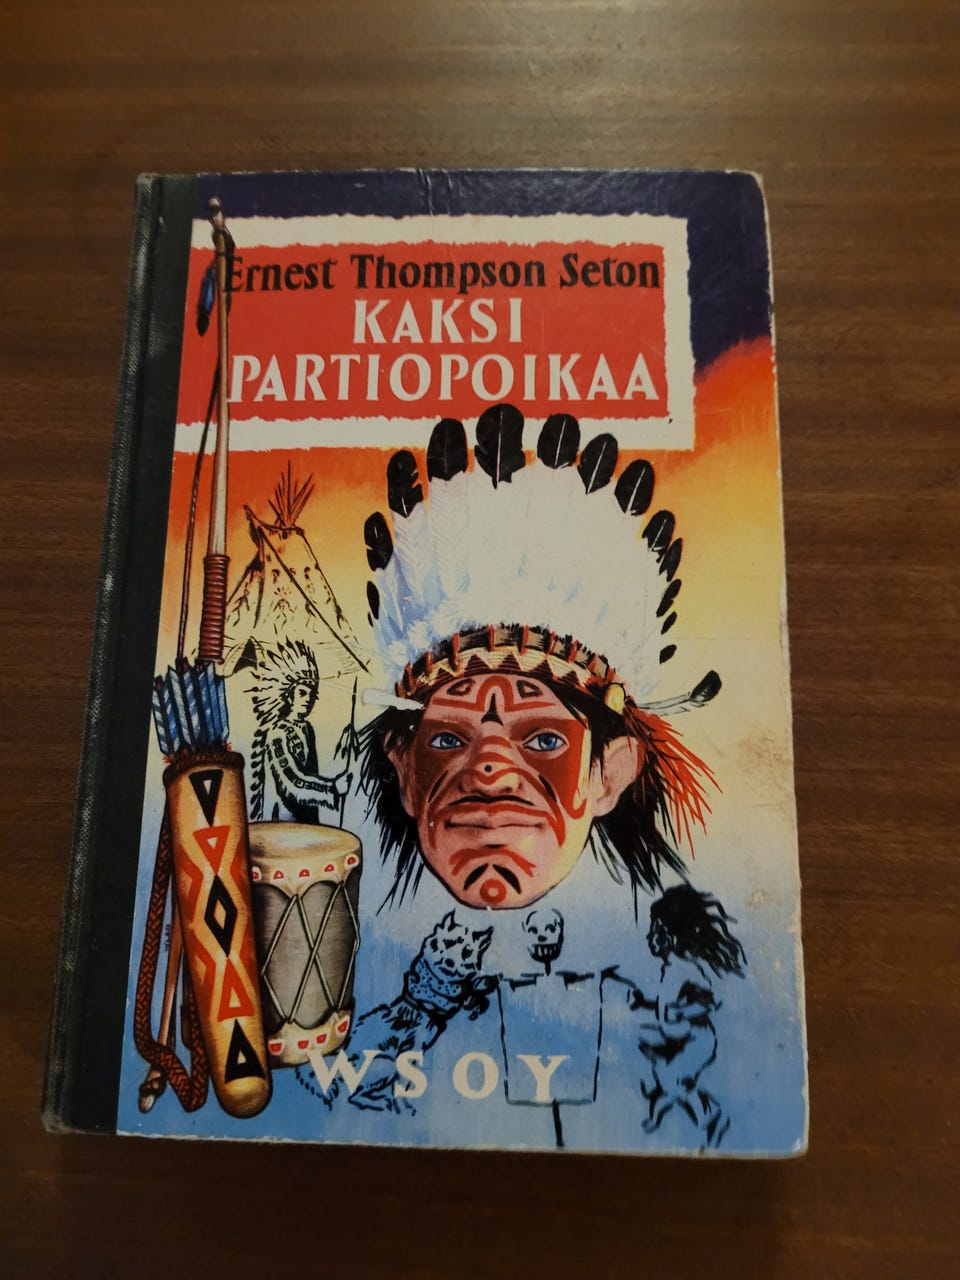 Ernest Thompson Seton
KAKSI
PARTIOPOIKAA
WSOY